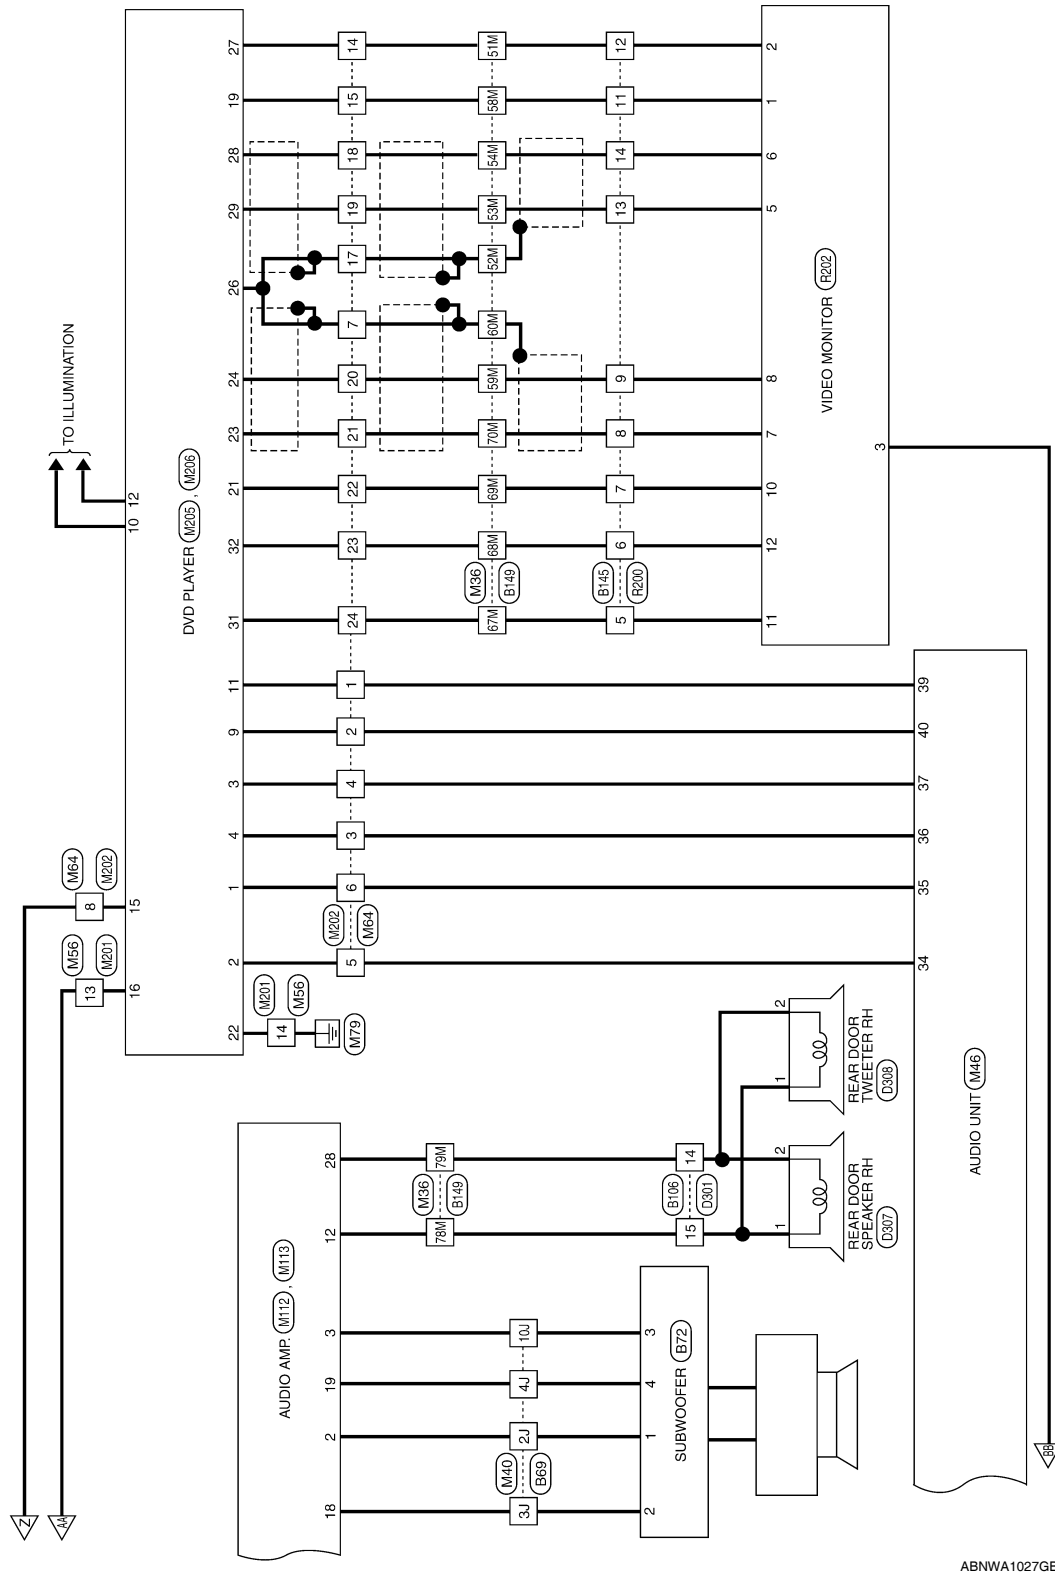 TO ILLUMINATION
10
12
DVD PLAYER M205 , M206
27
19
28
29
26
24
23
21
32
31
11
9
3
4
1
2
22
15
16
8
M64
M202
13
M56
M201
Z
AA
14
15
18
19
17
7
20
21
22
23
24
1
2
4
3
6
5
M202
M64
14
M201
M56
M79
51M
58M
54M
53M
52M
60M
59M
70M
69M
68M
67M
M36
B149
12
11
14
13
9
8
7
6
5
B145
R200
2
1
6
5
8
7
10
12
11
3
VIDEO MONITOR R202
BB
39
40
37
36
35
34
AUDIO UNIT M46
AUDIO AMP. M112 , M113
28
12
3
19
2
18
79M
78M
M36
B149
14
15
B106
D301
2
1
REAR DOOR
TWEETER RH
D308
2
1
REAR DOOR
SPEAKER RH
D307
10J
4J
2J
3J
M40
B69
3
4
1
2
SUBWOOFER B72
ABNWA1027GB